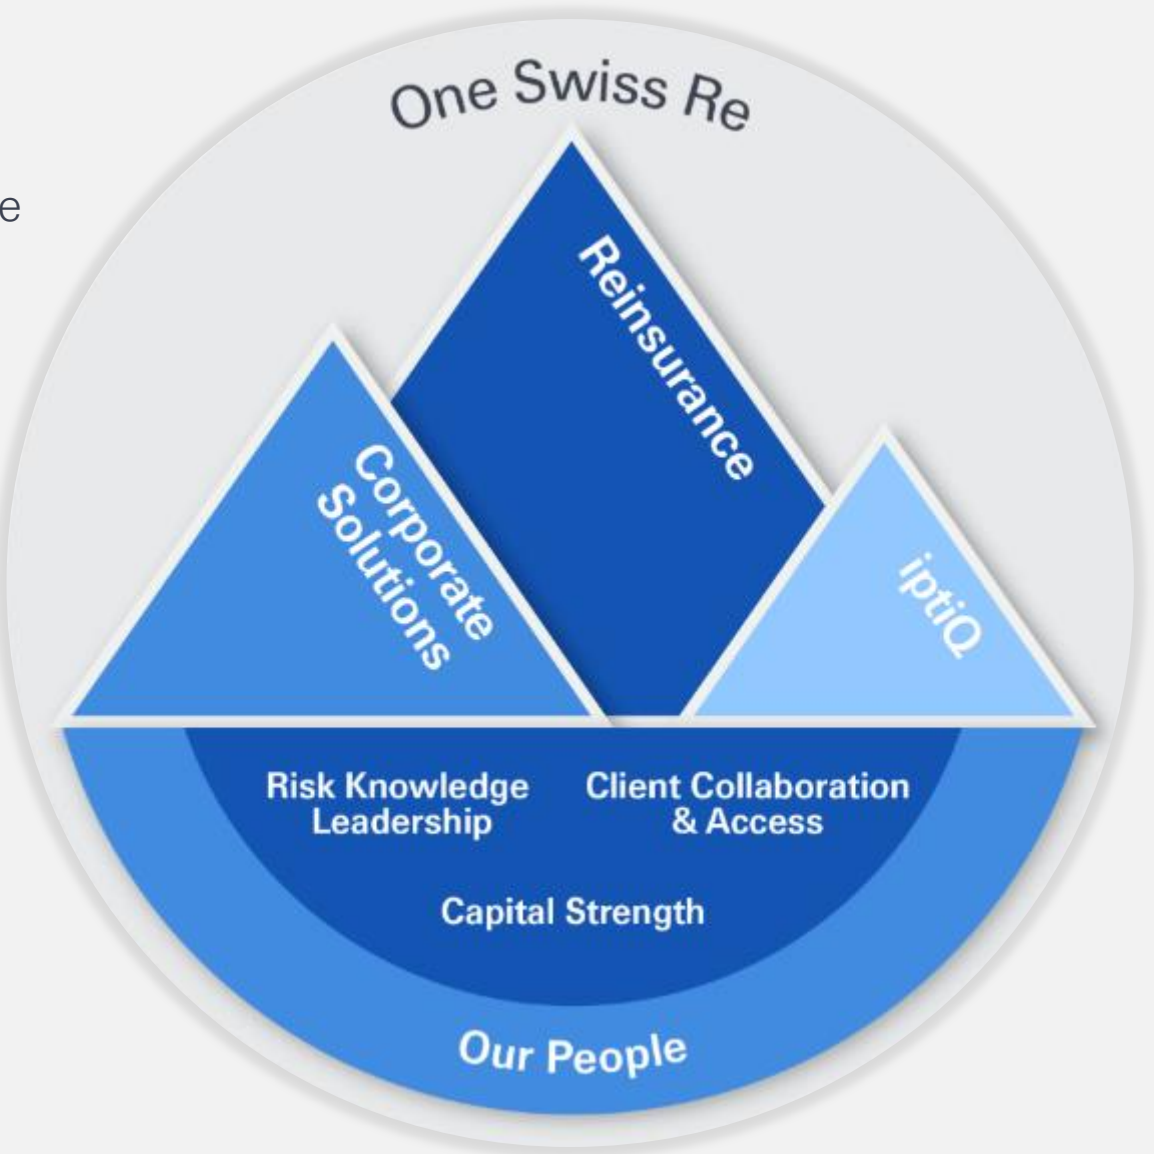 One Swiss Re
e
Reinsurance
Corporate
Solutions
iptiQ
Risk Knowledge
Leadership
Client Collaboration
& Access
Capital Strength
Our People